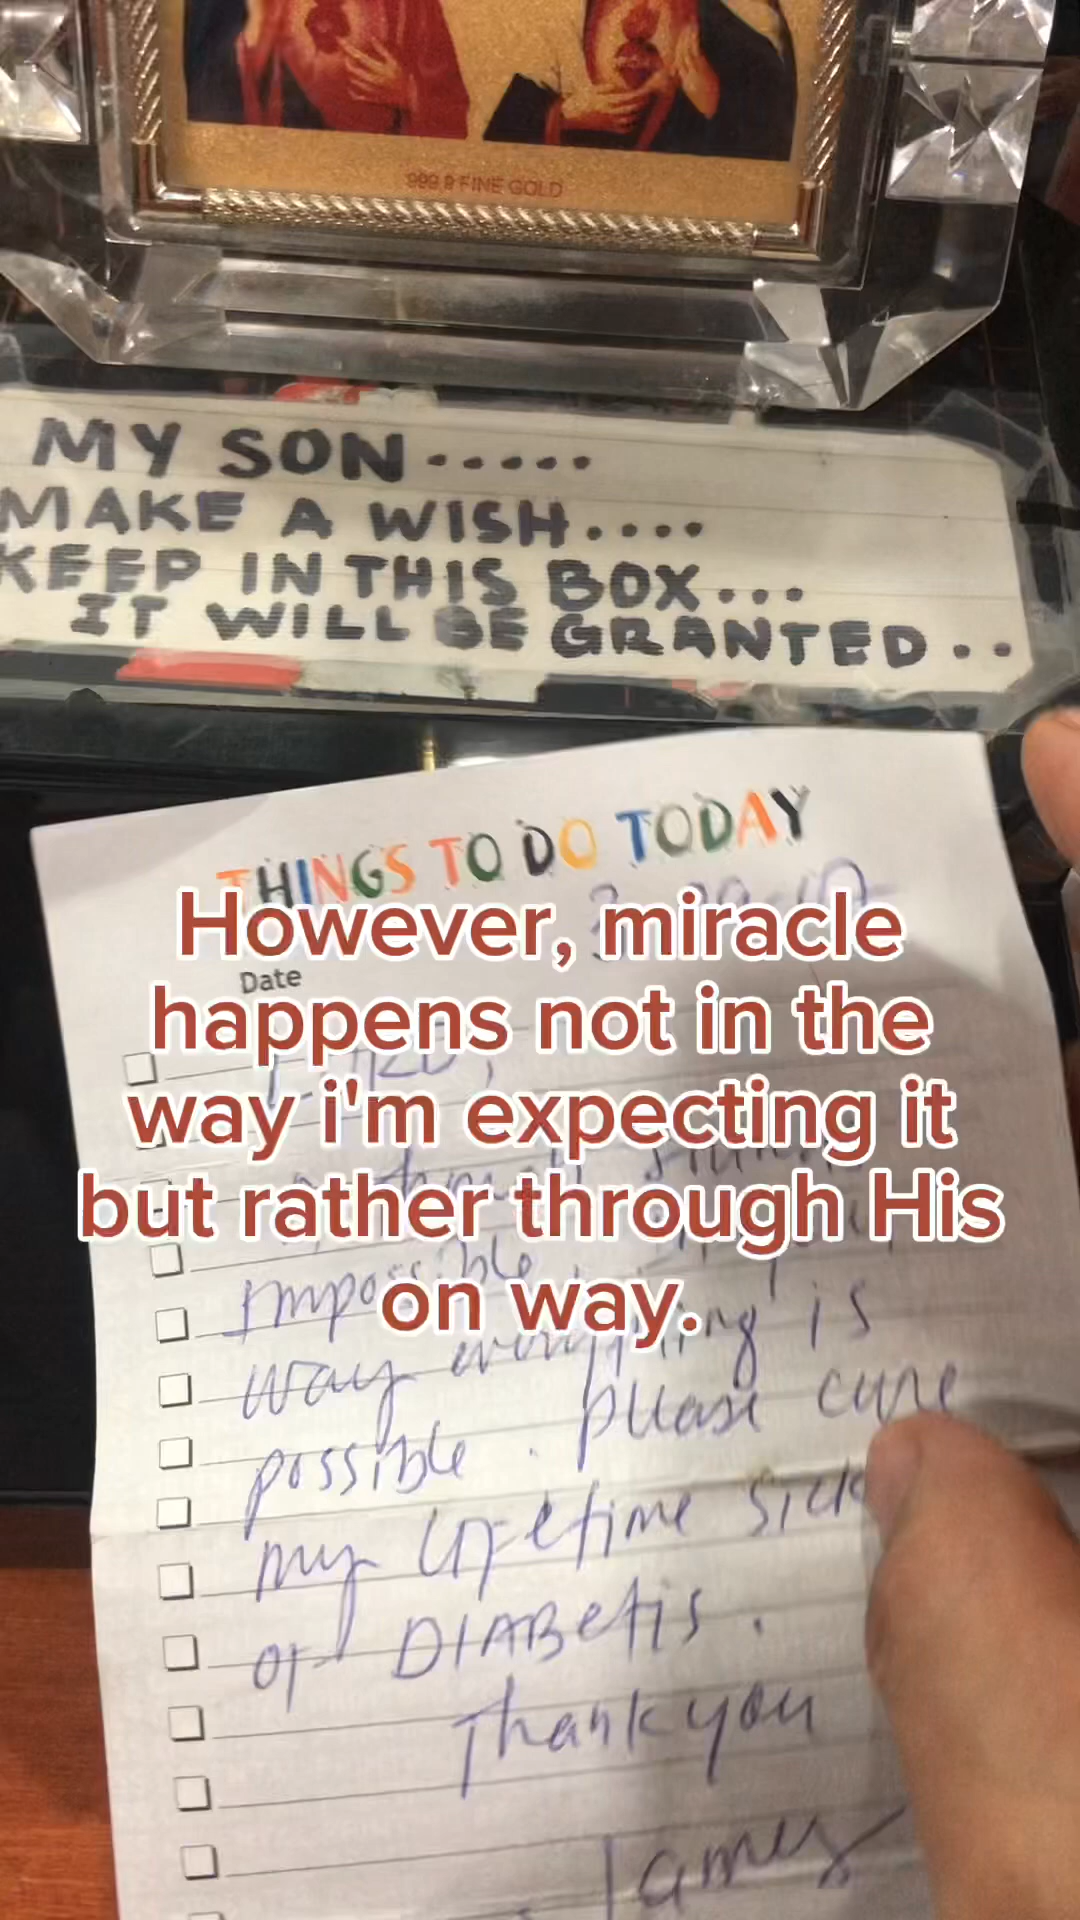 999.9 FINE GOLD
MY SON.....
MAKE A WISH....
KEEP IN THIS BOX...
IT WILL BE GRANTED..
THINGS TO DO TODAY
However, miracle
Date
happens not in the
way i'm expecting it
but rather through His
Impossible
on way.
way is
possible. please cure
my lifetime sick
of DIABetis.
Thank you
James